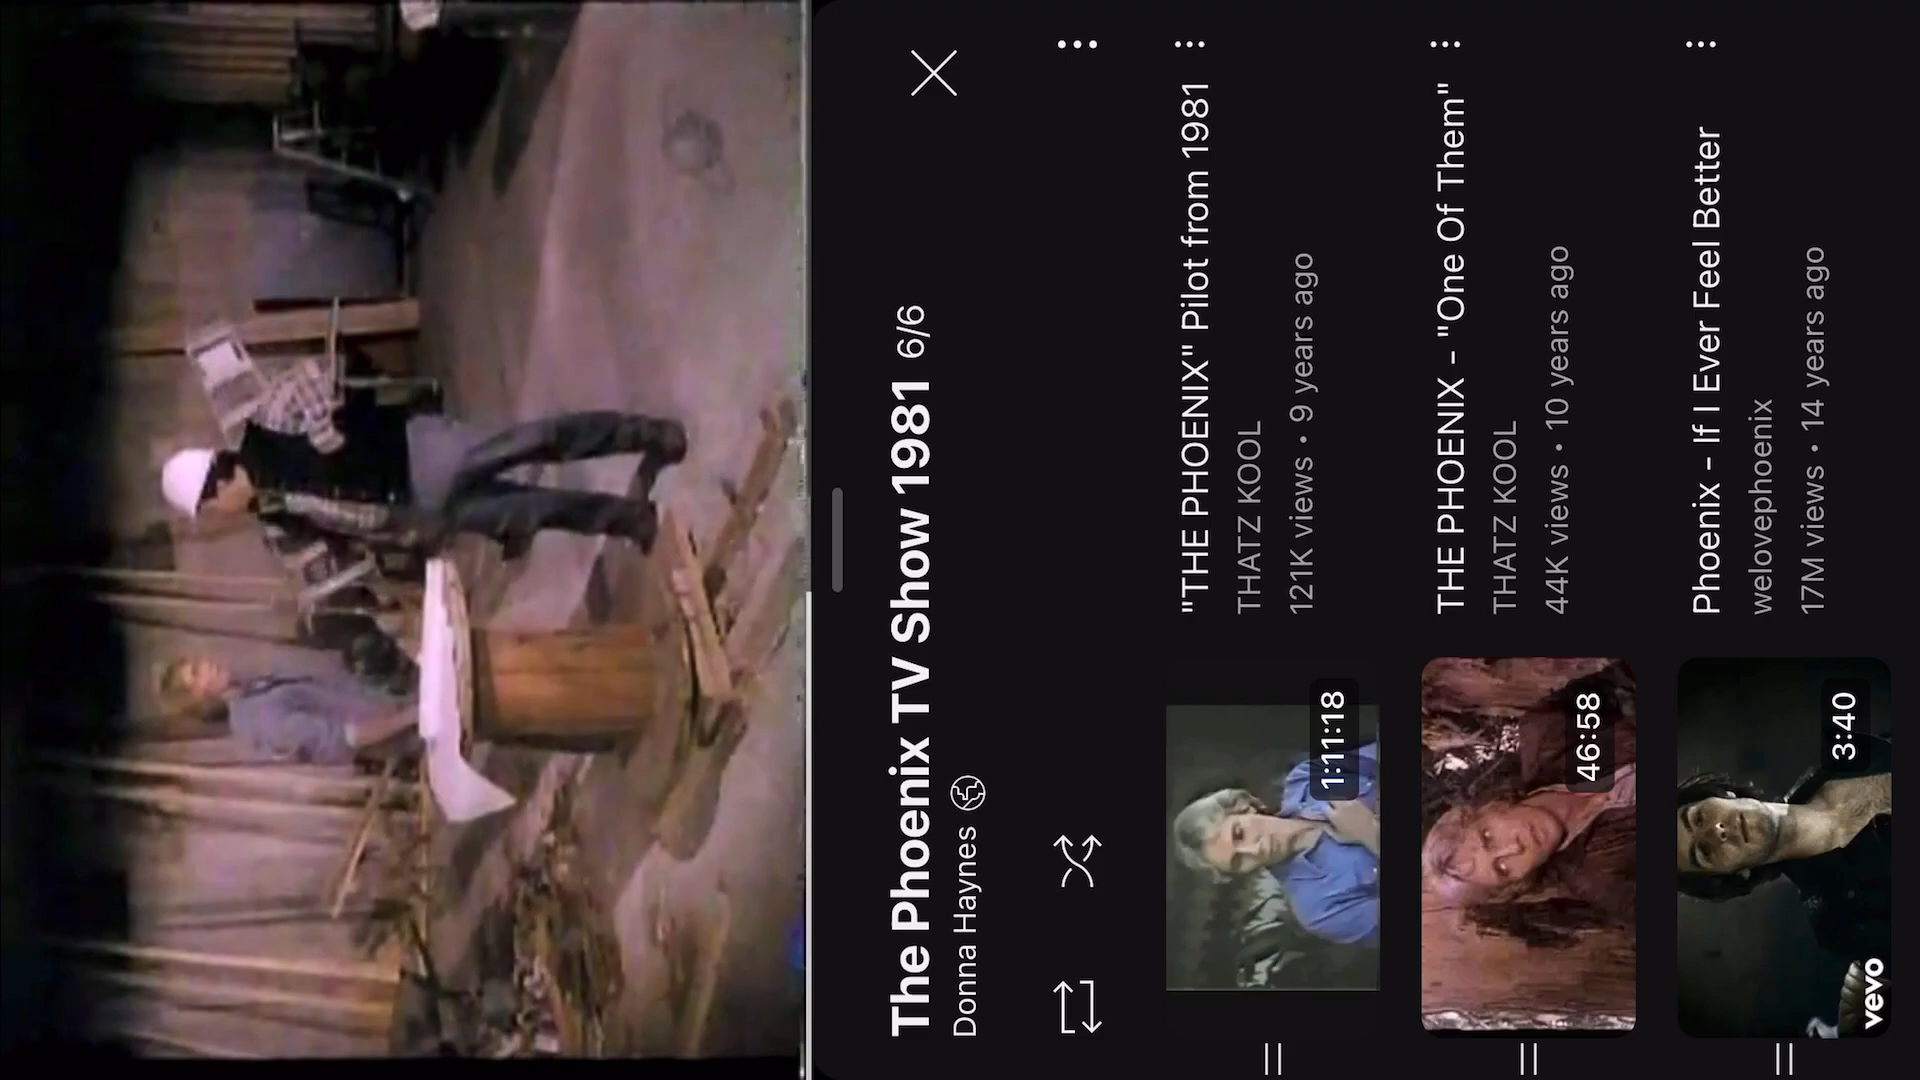 The Phoenix TV Show 1981 6/6
Donna Haynes
"THE PHOENIX" Pilot from 1981
THATZ KOOL
121K views • 9 years ago
1:11:18
THE PHOENIX - "One Of Them"
THATZ KOOL
44K views • 10 years ago
46:58
Phoenix - If I Ever Feel Better
welovephoenix
17M views • 14 years ago
3:40
vevo